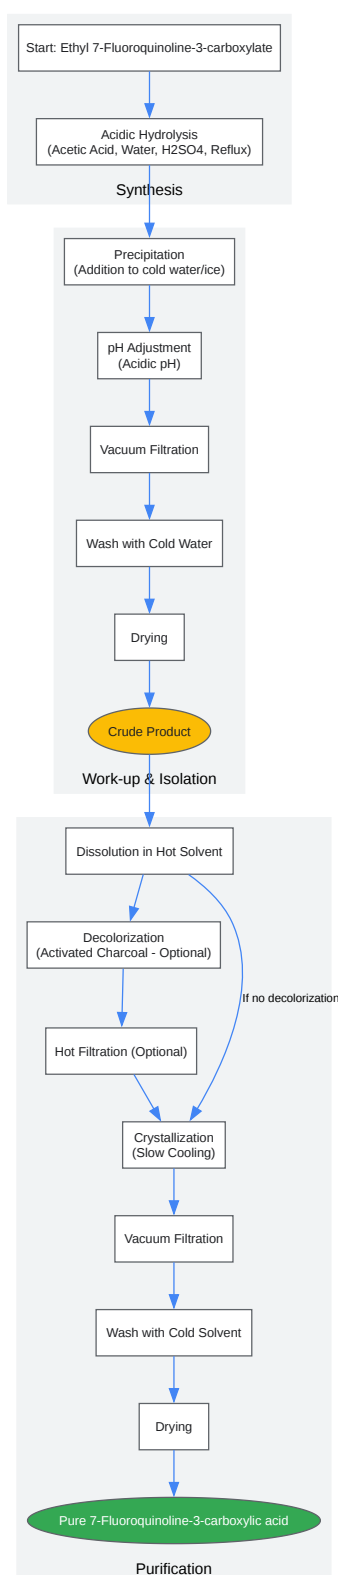 Start: Ethyl 7-Fluoroquinoline-3-carboxylate
Acidic Hydrolysis
(Acetic Acid, Water, H2SO4, Reflux)
Synthesis
Precipitation
(Addition to cold water/ice)
pH Adjustment
(Acidic pH)
Vacuum Filtration
Wash with Cold Water
Drying
Crude Product
Work-up & Isolation
Dissolution in Hot Solvent
Decolorization
(Activated Charcoal - Optional)
If no decolorization
Hot Filtration (Optional)
Crystallization
(Slow Cooling)
Vacuum Filtration
Wash with Cold Solvent
Drying
Pure 7-Fluoroquinoline-3-carboxylic acid
Purification